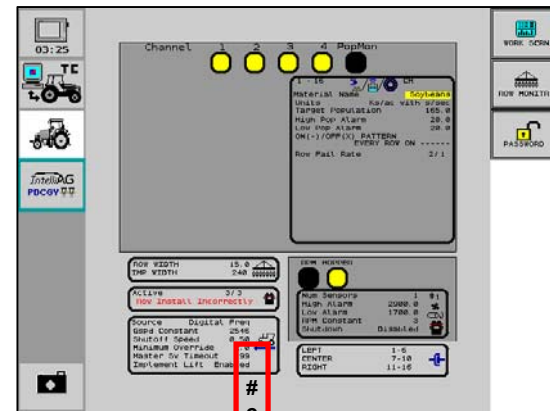 03:25
TC
IntelliAG
PDCGV
Channel 1 2 3 4 PopMon
1 - 16 CH
Material Name Soybeans
Units Ks/ac with s/sec
Target Population 165.0
High Pop Alarm 20.0
Low Pop Alarm 20.0
ON(-)/OFF(X) PATTERN
EVERY ROW ON ------
Row Fail Rate 2/1
ROW WIDTH 15.0
IMP WIDTH 240
Active 3/3
Row Install Incorrectly
Source Digital Freq
Gspd Constant 2546
Shutoff Speed 0.50
Minimum Override .0
Master Sw Timeout 99
Implement Lift Enabled
RPM HOPPER
Num Sensors 1 #1
High Alarm 2900.0
Low Alarm 1700.0
RPM Constant 3
Shutdown Disabled
LEFT 1-6
CENTER 7-10
RIGHT 11-16
WORK SCRN
ROW MONITR
PASSWORD
#